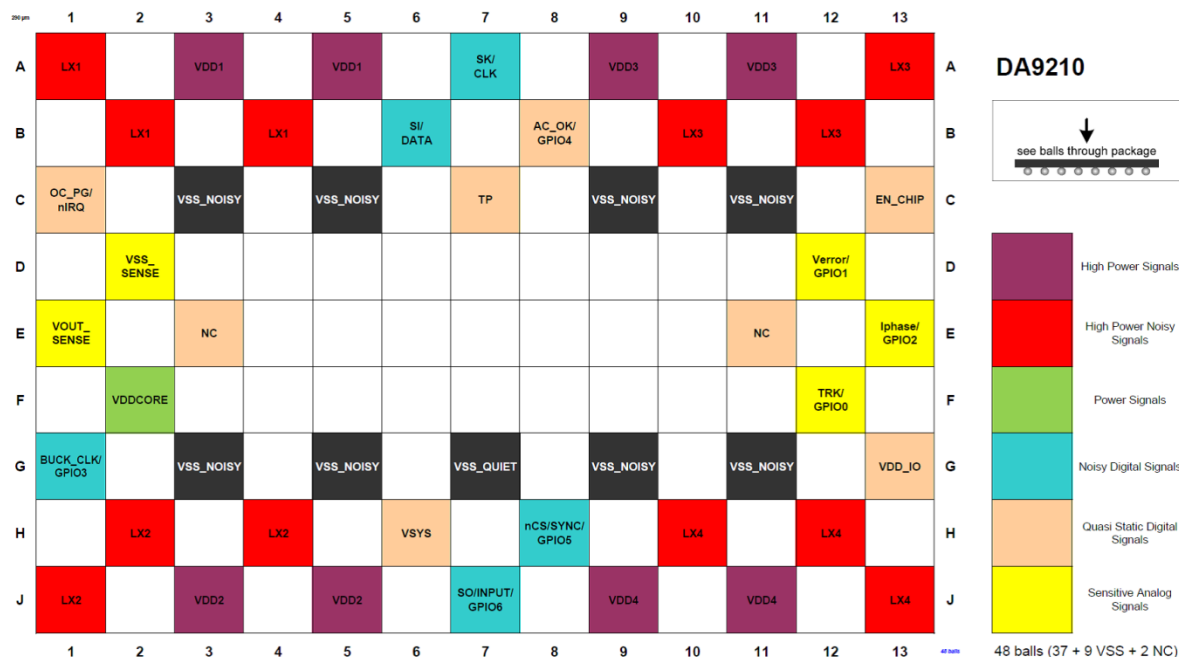 290 µm 1 2 3 4 5 6 7 8 9 10 11 12 13
A LX1 VDD1 VDD1 SK/ VDD3 VDD3 LX3 A
CLK
DA9210
B LX1 LX1 SI/ AC_OK/ LX3 LX3 B
DATA GPIO4
see balls through package
C OC_PG/ VSS_NOISY VSS_NOISY TP VSS_NOISY VSS_NOISY EN_CHIP C
nIRQ
D VSS_ Verror/ D
SENSE GPIO1
High Power Signals
E VOUT_ NC NC Iphase/ E
SENSE GPIO2
High Power Noisy
Signals
F VDDCORE TRK/ F
GPIO0
Power Signals
G BUCK_CLK/ VSS_NOISY VSS_NOISY VSS_QUIET VSS_NOISY VSS_NOISY VDD_IO G
GPIO3
Noisy Digital Signals
H LX2 LX2 VSYS nCS/SYNC/ LX4 LX4 H
GPIO5
Quasi Static Digital
Signals
J LX2 VDD2 VDD2 SO/INPUT/ VDD4 VDD4 LX4 J
GPIO6
Sensitive Analog
Signals
1 2 3 4 5 6 7 8 9 10 11 12 13 48 balls
48 balls (37 + 9 VSS + 2 NC)